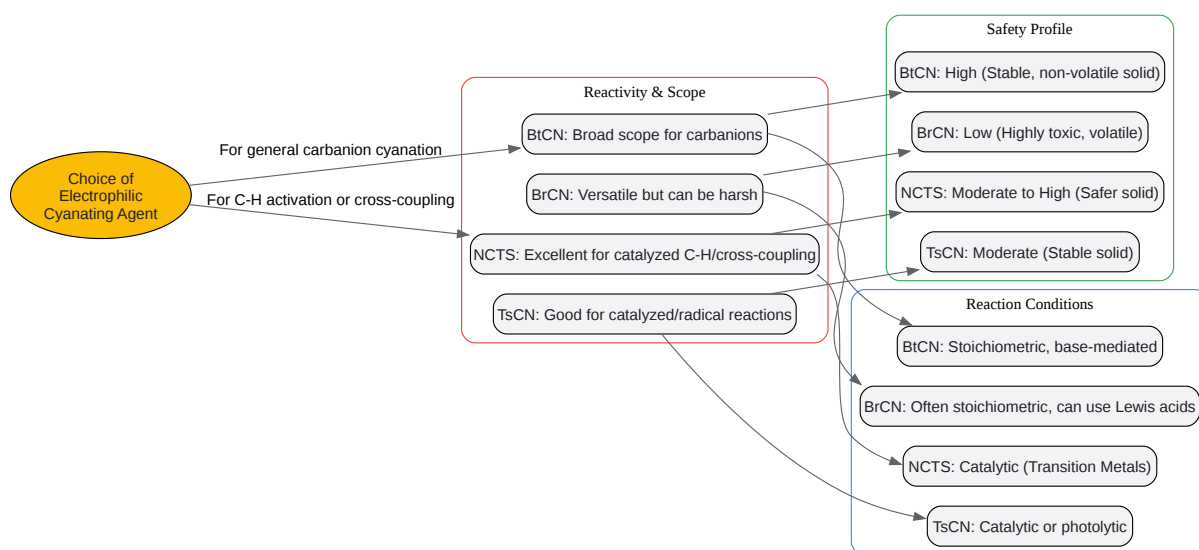 Choice of
Electrophilic
Cyanating Agent
For general carbanion cyanation
For C-H activation or cross-coupling
Reactivity & Scope
BtCN: Broad scope for carbanions
BrCN: Versatile but can be harsh
NCTS: Excellent for catalyzed C-H/cross-coupling
TsCN: Good for catalyzed/radical reactions
Safety Profile
BtCN: High (Stable, non-volatile solid)
BrCN: Low (Highly toxic, volatile)
NCTS: Moderate to High (Safer solid)
TsCN: Moderate (Stable solid)
Reaction Conditions
BtCN: Stoichiometric, base-mediated
BrCN: Often stoichiometric, can use Lewis acids
NCTS: Catalytic (Transition Metals)
TsCN: Catalytic or photolytic